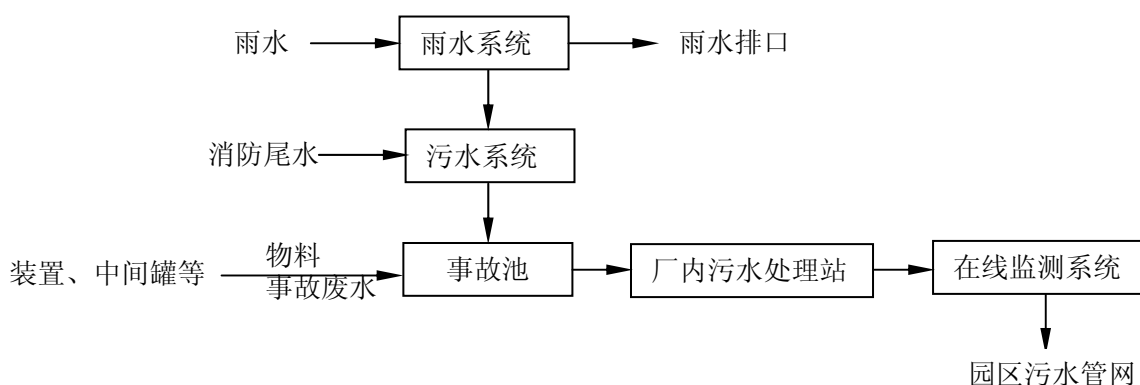 雨水
雨水系统
雨水排口
消防尾水
污水系统
装置、中间罐等
物料
事故废水
事故池
厂内污水处理站
在线监测系统
园区污水管网